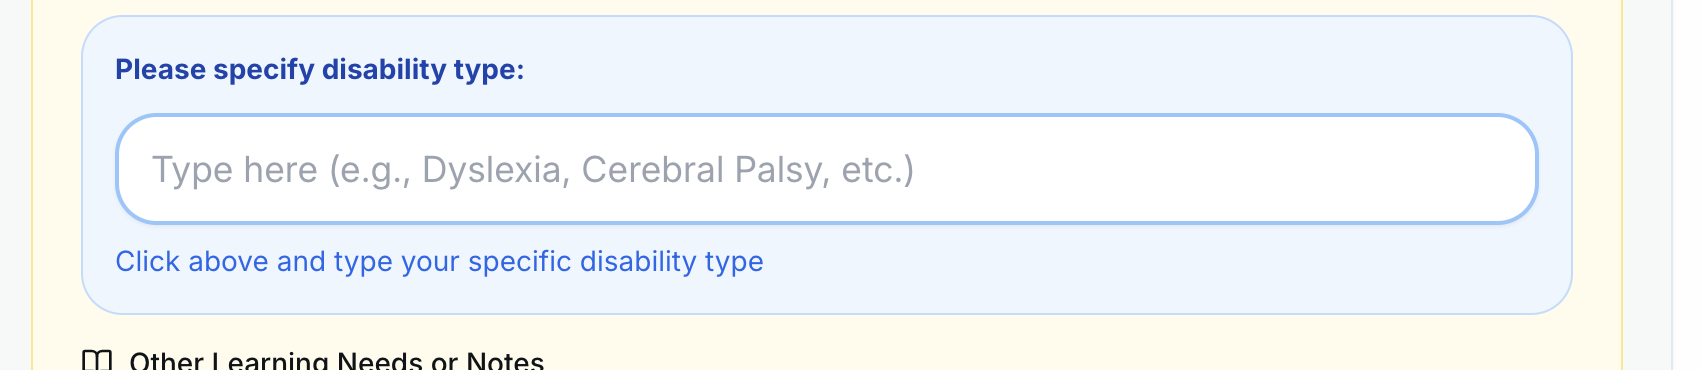 Please specify disability type:
Type here (e.g., Dyslexia, Cerebral Palsy, etc.)
Click above and type your specific disability type
Other Learning Needs or Notes